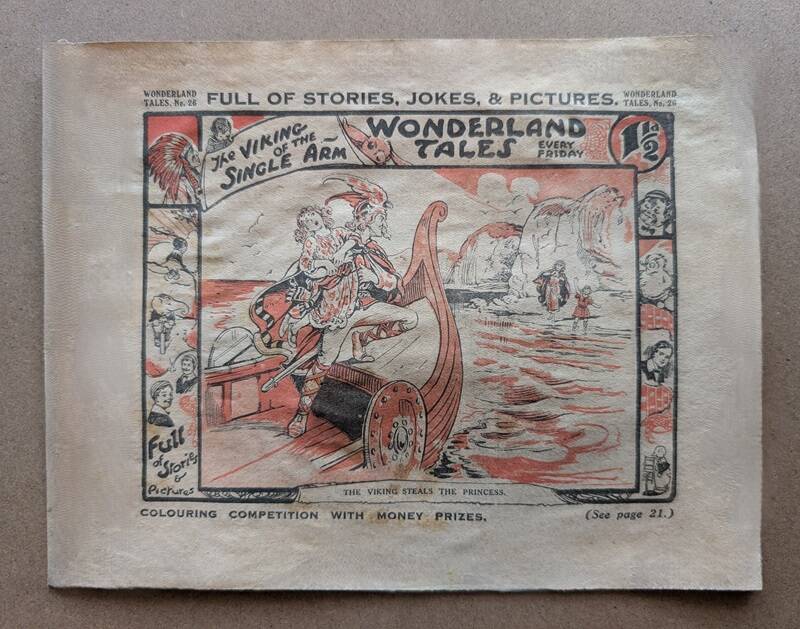 WONDERLAND TALES, No. 26
FULL OF STORIES, JOKES, & PICTURES.
WONDERLAND TALES, No. 26
The VIKING OF THE SINGLE ARM
WONDERLAND TALES
EVERY FRIDAY
1½D
Full of Stories & Pictures
THE VIKING STEALS THE PRINCESS.
COLOURING COMPETITION WITH MONEY PRIZES.
(See page 21.)